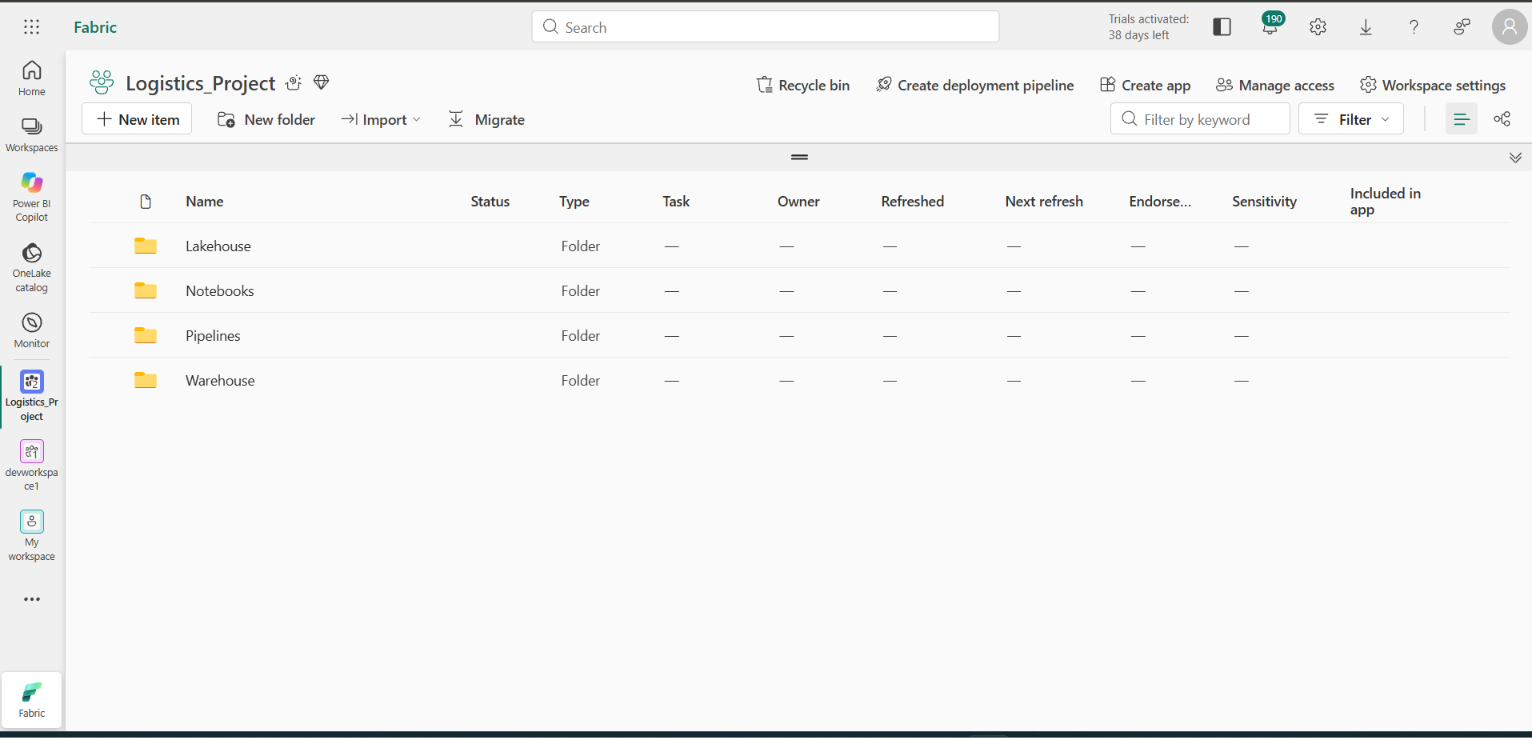 Fabric
Search
Trials activated:
38 days left
190
Home
Workspaces
Power BI
Copilot
OneLake
catalog
Monitor
Logistics_Pr
oject
devworkspa
ce1
My
workspace
Fabric
Logistics_Project
Recycle bin
Create deployment pipeline
Create app
Manage access
Workspace settings
New item
New folder
Import
Migrate
Filter by keyword
Filter
Name Status Type Task Owner Refreshed Next refresh Endorse... Sensitivity Included in
app
Lakehouse Folder — — — — — —
Notebooks Folder — — — — — —
Pipelines Folder — — — — — —
Warehouse Folder — — — — — —